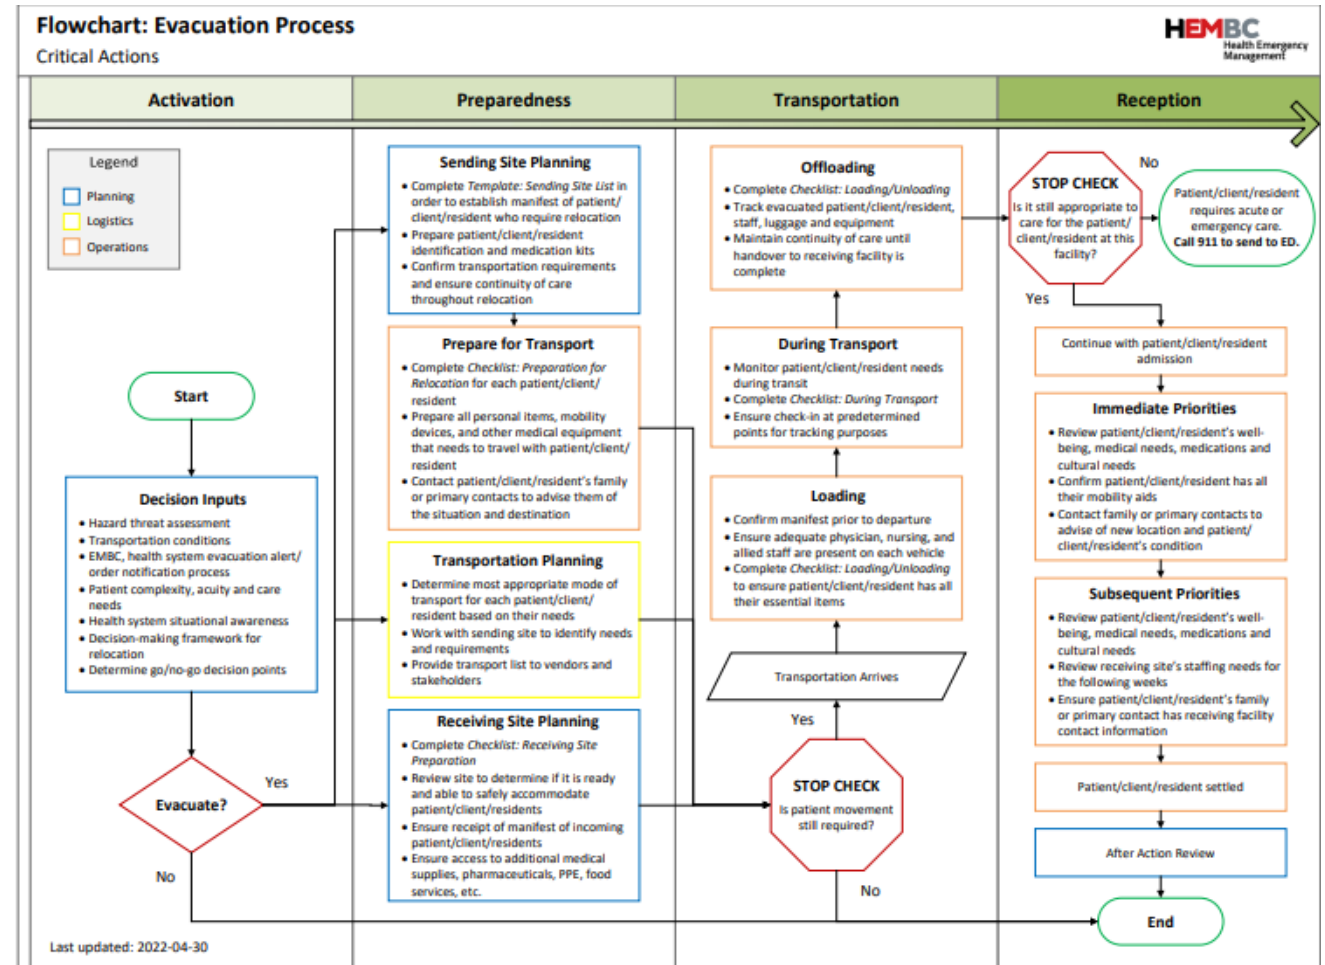 Flowchart: Evacuation Process
Critical Actions
HEMBC
Health Emergency
Management
Activation
Preparedness
Transportation
Reception
Legend
Planning
Logistics
Operations
Start
Decision Inputs
• Hazard threat assessment
• Transportation conditions
• EMBC, health system evacuation alert/
order notification process
• Patient complexity, acuity and care
needs
• Health system situational awareness
• Decision-making framework for
relocation
• Determine go/no-go decision points
Evacuate?
Yes
No
Sending Site Planning
• Complete Template: Sending Site List in
order to establish manifest of patient/
client/resident who require relocation
• Prepare patient/client/resident
identification and medication kits
• Confirm transportation requirements
and ensure continuity of care
throughout relocation
Prepare for Transport
• Complete Checklist: Preparation for
Relocation for each patient/client/
resident
• Prepare all personal items, mobility
devices, and other medical equipment
that needs to travel with patient/client/
resident
• Contact patient/client/resident's family
or primary contacts to advise them of
the situation and destination
Transportation Planning
• Determine most appropriate mode of
transport for each patient/client/
resident based on their needs
• Work with sending site to identify needs
and requirements
• Provide transport list to vendors and
stakeholders
Receiving Site Planning
• Complete Checklist: Receiving Site
Preparation
• Review site to determine if it is ready
and able to safely accommodate
patient/client/residents
• Ensure receipt of manifest of incoming
patient/client/residents
• Ensure access to additional medical
supplies, pharmaceuticals, PPE, food
services, etc.
Offloading
• Complete Checklist: Loading/Unloading
• Track evacuated patient/client/resident,
staff, luggage and equipment
• Maintain continuity of care until
handover to receiving facility is
complete
During Transport
• Monitor patient/client/resident needs
during transit
• Complete Checklist: During Transport
• Ensure check-in at predetermined
points for tracking purposes
Loading
• Confirm manifest prior to departure
• Ensure adequate physician, nursing, and
allied staff are present on each vehicle
• Complete Checklist: Loading/Unloading
to ensure patient/client/resident has all
their essential items
Transportation Arrives
Yes
STOP CHECK
Is patient movement
still required?
No
STOP CHECK
Is it still appropriate to
care for the patient/
client/resident at this
facility?
No
Patient/client/resident
requires acute or
emergency care.
Call 911 to send to ED.
Yes
Continue with patient/client/resident
admission
Immediate Priorities
• Review patient/client/resident's well-
being, medical needs, medications and
cultural needs
• Confirm patient/client/resident has all
their mobility aids
• Contact family or primary contacts to
advise of new location and patient/
client/resident's condition
Subsequent Priorities
• Review patient/client/resident's well-
being, medical needs, medications and
cultural needs
• Review receiving site's staffing needs for
the following weeks
• Ensure patient/client/resident's family
or primary contact has receiving facility
contact information
Patient/client/resident settled
After Action Review
End
Last updated: 2022-04-30